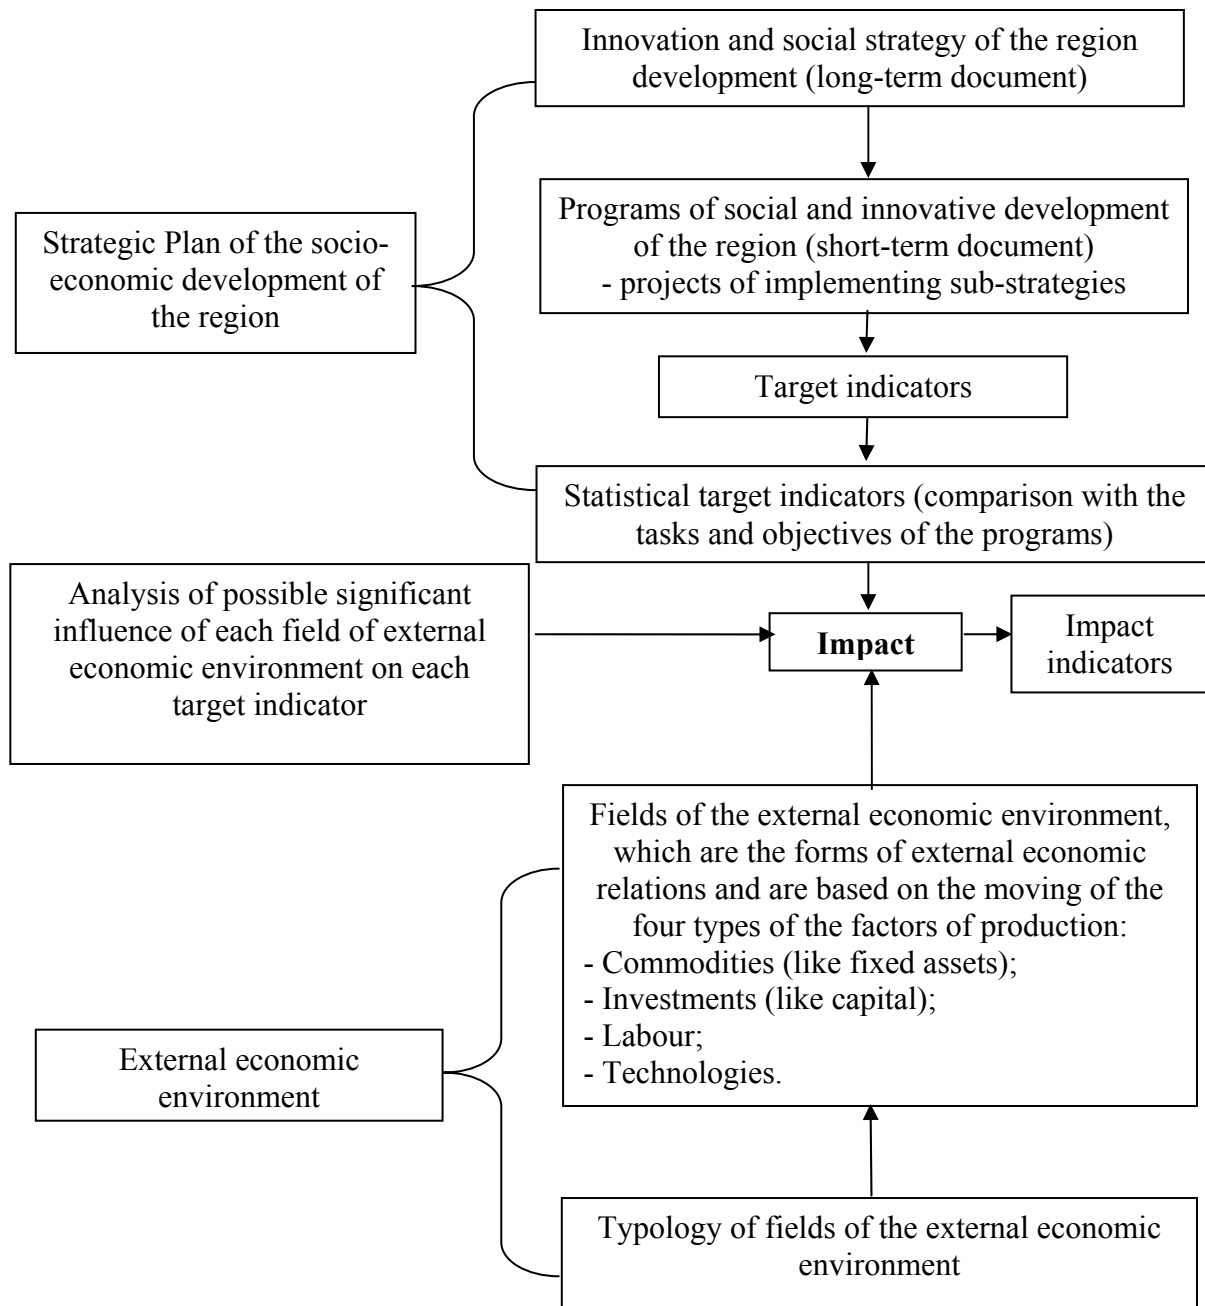 Innovation and social strategy of the region
development (long-term document)
Programs of social and innovative development
of the region (short-term document)
- projects of implementing sub-strategies
Strategic Plan of the socio-
economic development of
the region
Target indicators
Statistical target indicators (comparison with the
tasks and objectives of the programs)
Analysis of possible significant
influence of each field of external
economic environment on each
target indicator
Impact
Impact
indicators
Fields of the external economic environment,
which are the forms of external economic
relations and are based on the moving of the
four types of the factors of production:
- Commodities (like fixed assets);
- Investments (like capital);
- Labour;
- Technologies.
External economic
environment
Typology of fields of the external economic
environment